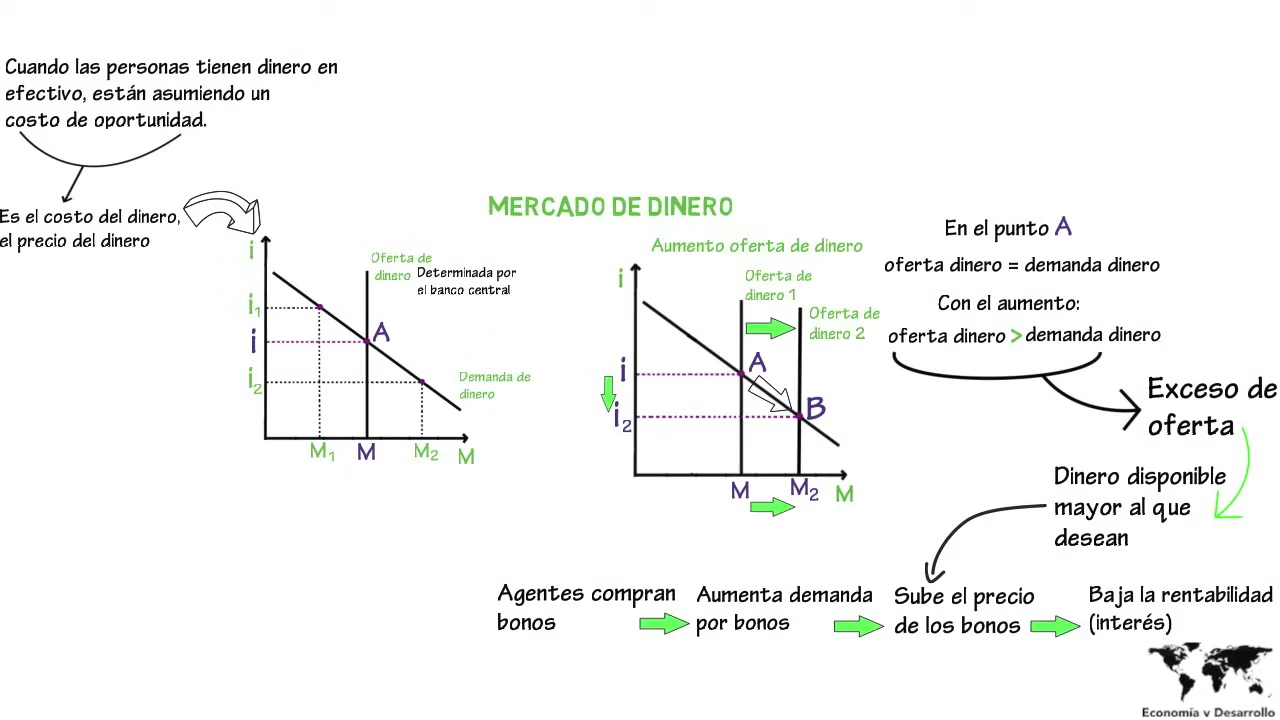 Cuando las personas tienen dinero en
efectivo, están asumiendo un
costo de oportunidad.
Es el costo del dinero,
el precio del dinero
i
Oferta de
dinero
Determinada por
el banco central
i₁
i
A
i₂
Demanda de
dinero
M₁
M
M₂
M
MERCADO DE DINERO
Aumento oferta de dinero
i
Oferta de
dinero 1
Oferta de
dinero 2
A
i
B
i₂
M
M₂
M
En el punto A
oferta dinero = demanda dinero
Con el aumento:
oferta dinero > demanda dinero
Exceso de
oferta
Dinero disponible
mayor al que
desean
Agentes compran
bonos
Aumenta demanda
por bonos
Sube el precio
de los bonos
Baja la rentabilidad
(interés)
Economía y Desarrollo